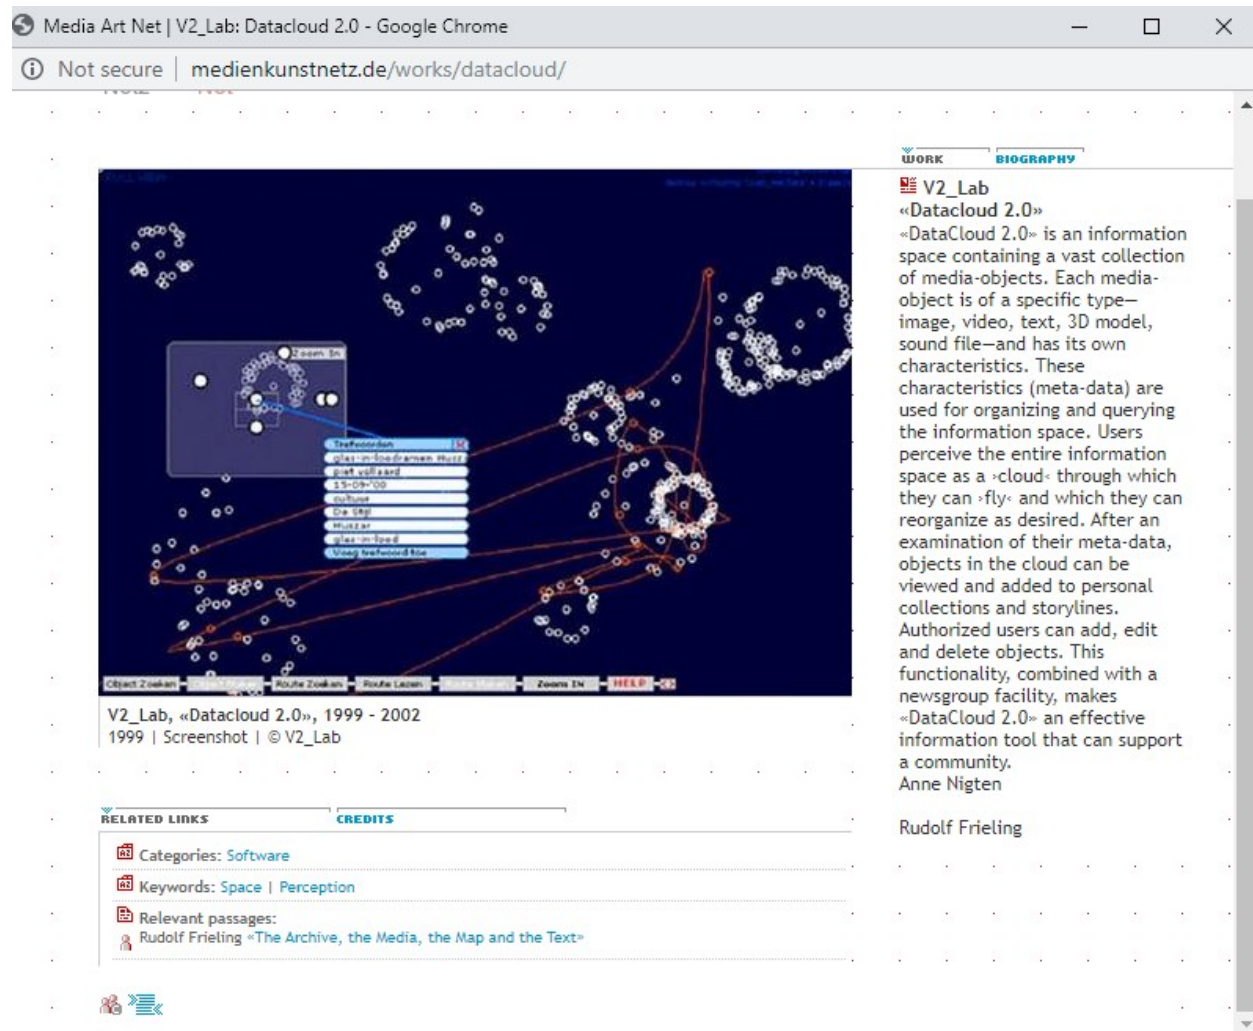 Media Art Net | V2_Lab: Datacloud 2.0 - Google Chrome
Not secure | medienkunstnetz.de/works/datacloud/
WORK BIOGRAPHY
Zoom In
Trefwoorden
glas-in-loodramen Husz
piet vollaard
15-09-'00
cultuur
De Stijl
Huszar
glas-in-lood
Voeg trefwoord toe
Object Zoeken Route Zoeken Route Lezen Zoom IN HELP
V2_Lab, «Datacloud 2.0», 1999 - 2002
1999 | Screenshot | © V2_Lab
V2_Lab
«Datacloud 2.0»
«DataCloud 2.0» is an information
space containing a vast collection
of media-objects. Each media-
object is of a specific type—
image, video, text, 3D model,
sound file—and has its own
characteristics. These
characteristics (meta-data) are
used for organizing and querying
the information space. Users
perceive the entire information
space as a ›cloud‹ through which
they can ›fly‹ and which they can
reorganize as desired. After an
examination of their meta-data,
objects in the cloud can be
viewed and added to personal
collections and storylines.
Authorized users can add, edit
and delete objects. This
functionality, combined with a
newsgroup facility, makes
«DataCloud 2.0» an effective
information tool that can support
a community.
Anne Nigten
Rudolf Frieling
RELATED LINKS CREDITS
Categories: Software
Keywords: Space | Perception
Relevant passages:
Rudolf Frieling «The Archive, the Media, the Map and the Text»